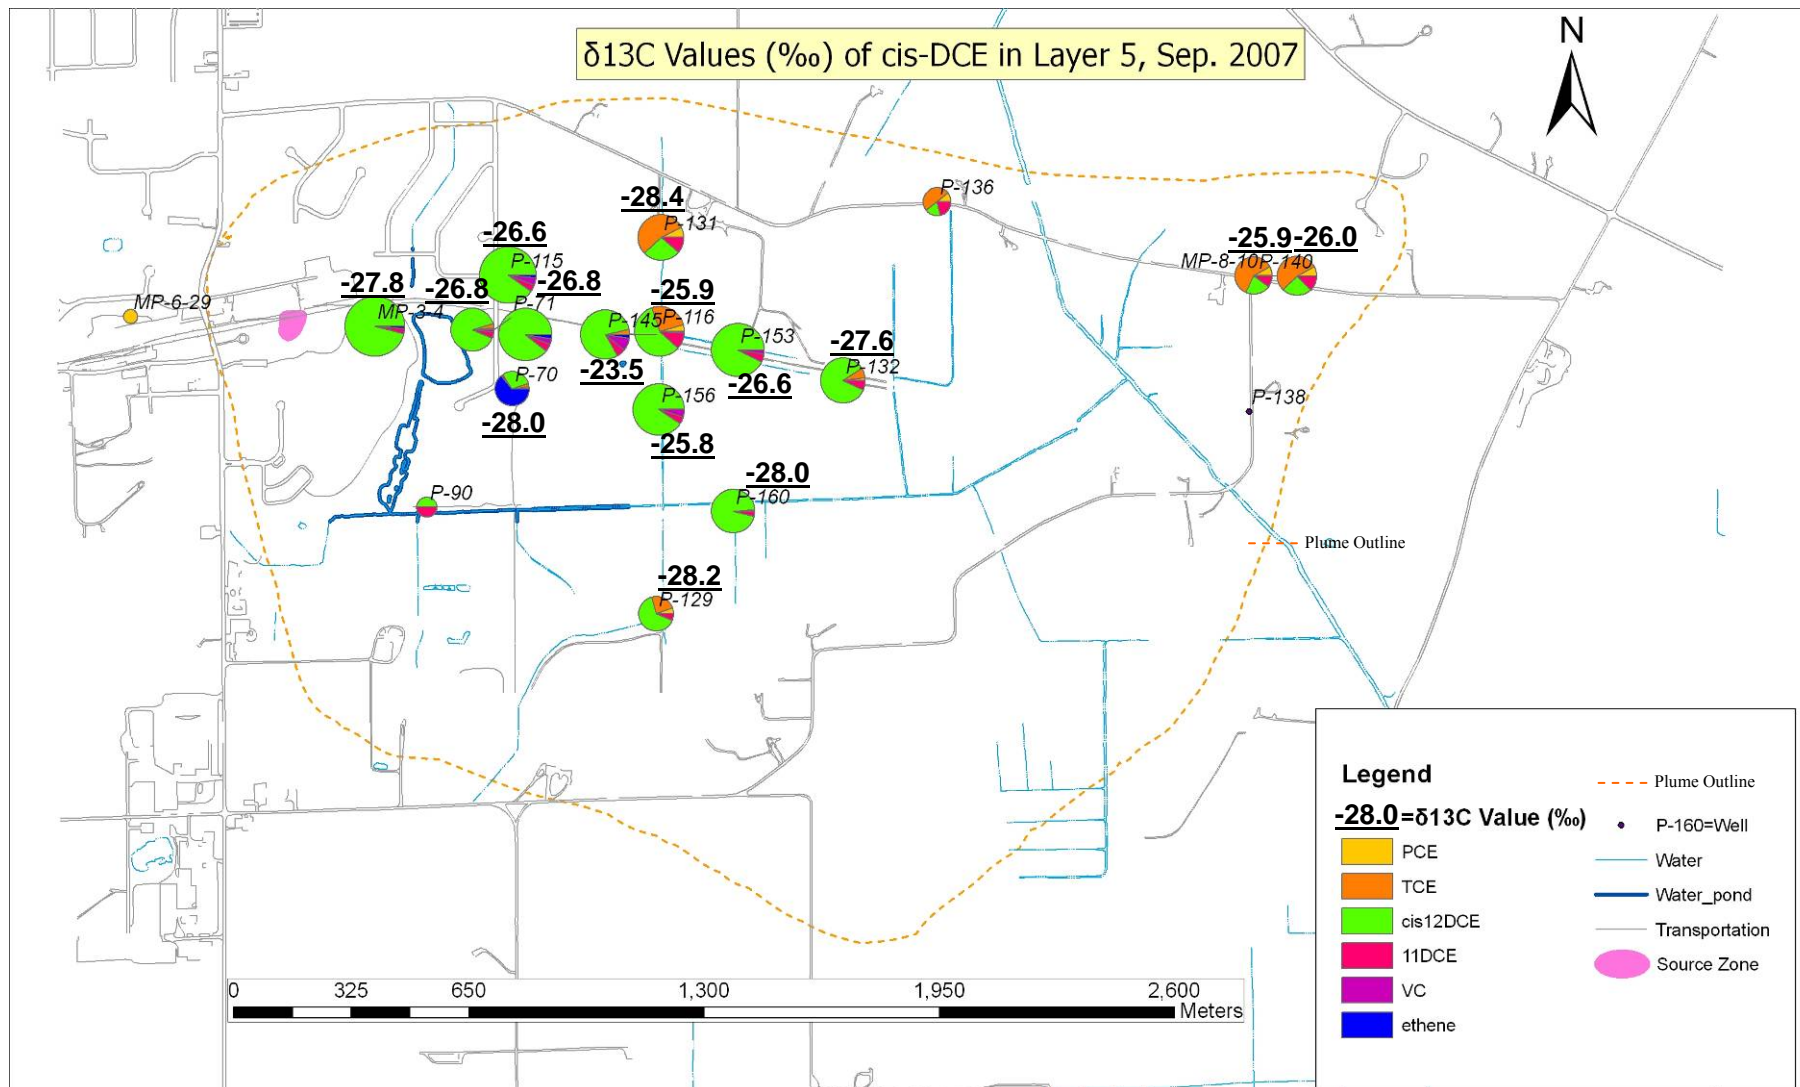 δ13C Values (‰) of cis-DCE in Layer 5, Sep. 2007
N
P-136
-28.4
P-131
-26.6
P-115
-25.9
-26.0
MP-8-10
P-140
-27.8
-26.8
-26.8
-25.9
MP-6-29
MP-3-4
P-71
P-145
P-116
P-153
-27.6
P-132
-23.5
-26.6
P-70
P-156
P-138
-28.0
-25.8
-28.0
P-90
P-160
Plume Outline
-28.2
P-129
Legend
-28.0=δ13C Value (‰)
PCE
TCE
cis12DCE
11DCE
VC
ethene
Plume Outline
P-160=Well
Water
Water_pond
Transportation
Source Zone
0 325 650 1,300 1,950 2,600
Meters